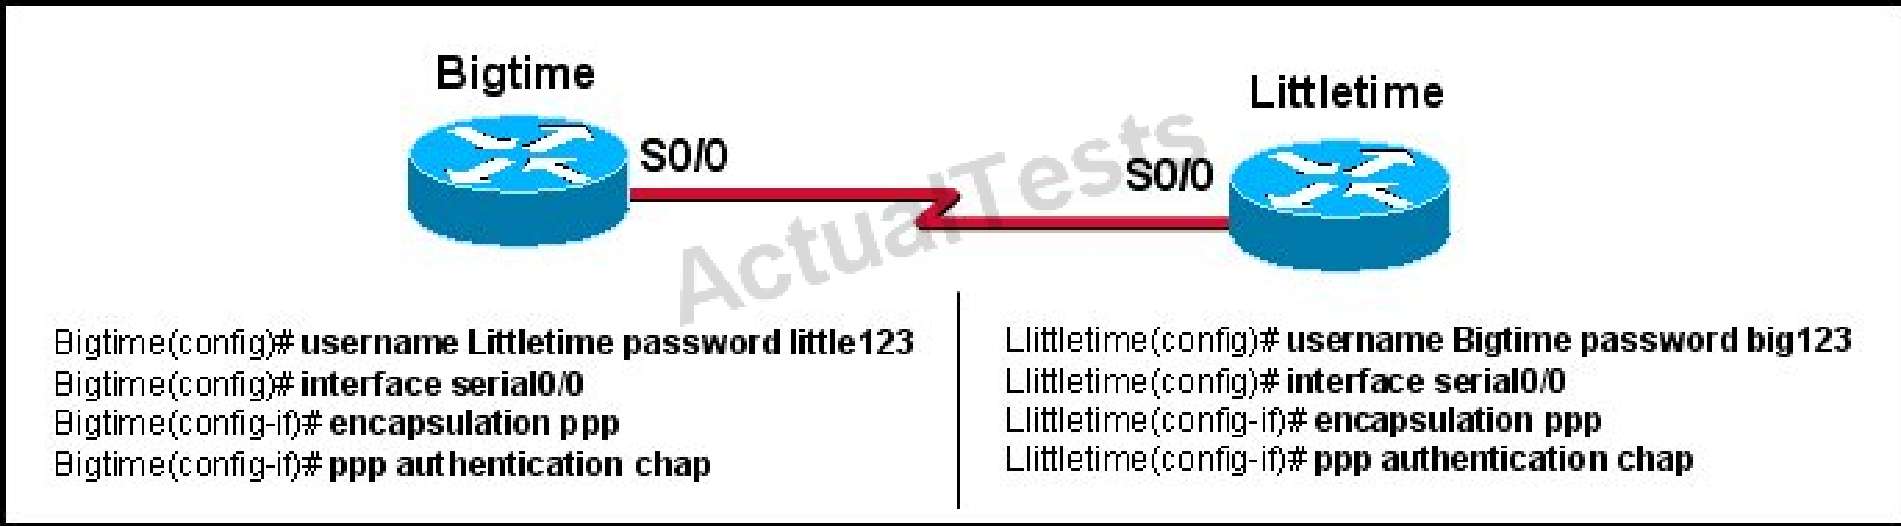 Bigtime
Littletime
S0/0
S0/0
ActualTests
Bigtime(config)# username Littletime password little123
Bigtime(config)# interface serial0/0
Bigtime(config-if)# encapsulation ppp
Bigtime(config-if)# ppp authentication chap
Llittletime(config)# username Bigtime password big123
Llittletime(config)# interface serial0/0
Llittletime(config-if)# encapsulation ppp
Llittletime(config-if)# ppp authentication chap